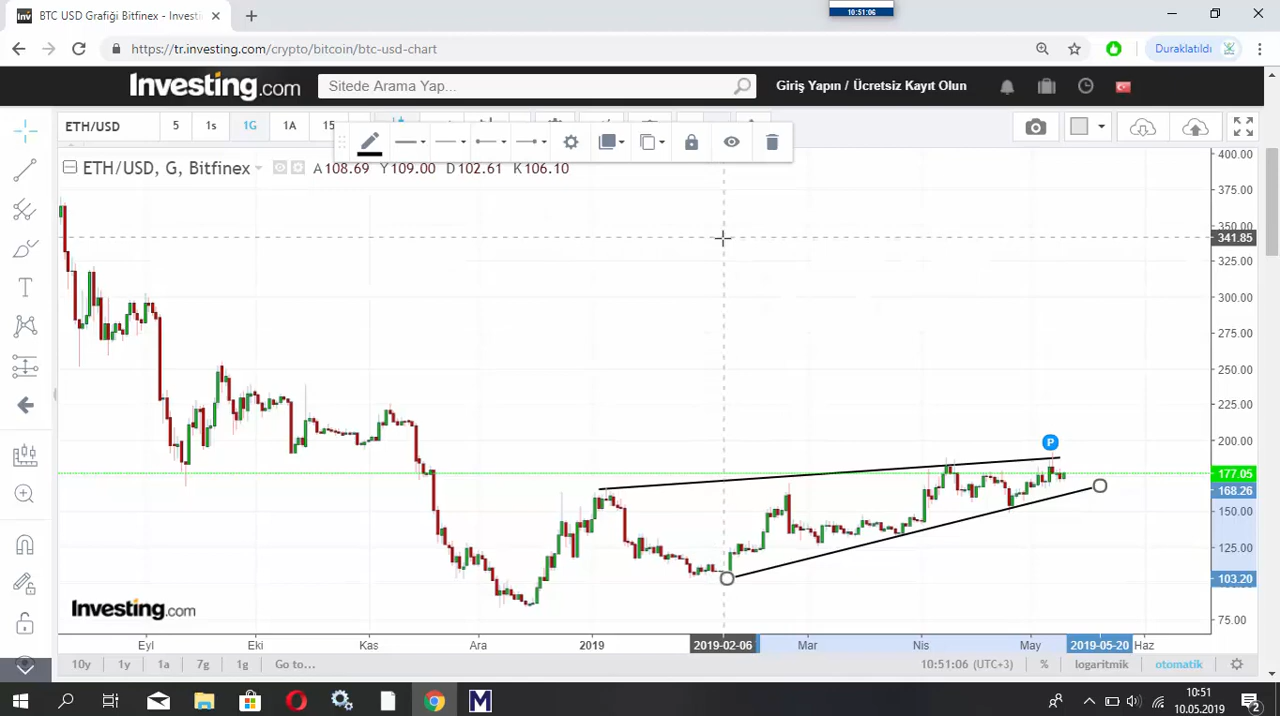 10:51:06
BTC USD Grafiği Bitfinex - Investi
https://tr.investing.com/crypto/bitcoin/btc-usd-chart
Duraklatıldı
Investing.com
Sitede Arama Yap...
Giriş Yapın / Ücretsiz Kayıt Olun
ETH/USD 5 1s 1G 1A 15
ETH/USD, G, Bitfinex A108.69 Y109.00 D102.61 K106.10
400.00
375.00
350.00
341.85
325.00
300.00
275.00
250.00
225.00
200.00
P
177.05
168.26
150.00
125.00
103.20
75.00
Investing.com
Eyl Eki Kas Ara 2019 2019-02-06 Mar Nis May 2019-05-20 Haz
10y 1y 1a 7g 1g Go to... 10:51:06 (UTC+3) % logaritmik otomatik
10:51
10.05.2019
2